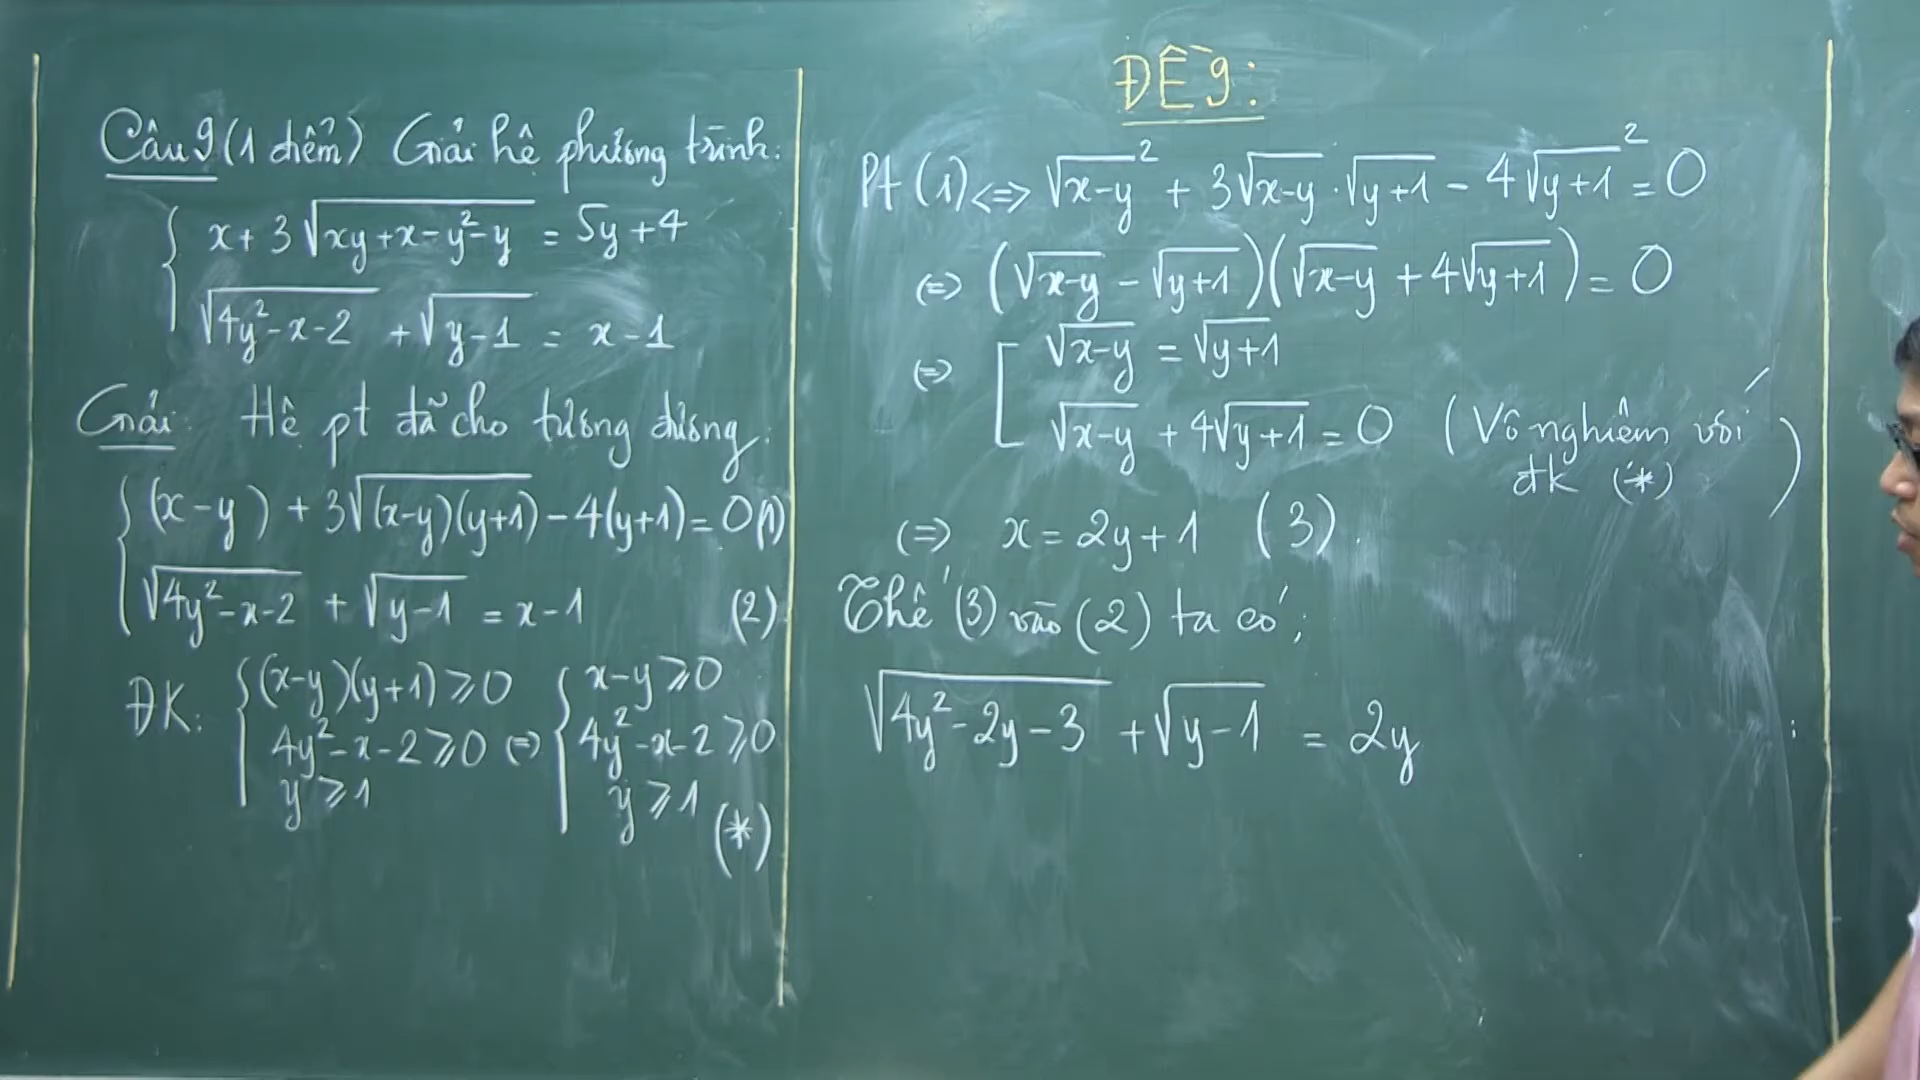 Câu 9 (1 điểm) Giải hệ phương trình:
{ x + 3√(xy+x-y²-y) = 5y + 4
√(4y²-x-2) + √(y-1) = x - 1
Giải: Hệ pt đã cho tương đương:
{ (x-y) + 3√((x-y)(y+1)) - 4(y+1) = 0 (1)
√(4y²-x-2) + √(y-1) = x - 1 (2)
ĐK: { (x-y)(y+1) ⩾ 0 { x-y ⩾ 0
4y²-x-2 ⩾ 0 <=> 4y²-x-2 ⩾ 0
y ⩾ 1 y ⩾ 1 (*)
ĐỀ 9:
Pt (1) <=> √(x-y)² + 3√(x-y).√(y+1) - 4√(y+1)² = 0
<=> (√(x-y) - √(y+1))(√(x-y) + 4√(y+1)) = 0
<=> [ √(x-y) = √(y+1)
√(x-y) + 4√(y+1) = 0 (Vô nghiệm với
đk (*))
<=> x = 2y + 1 (3).
Thế (3) vào (2) ta có:
√(4y²-2y-3) + √(y-1) = 2y